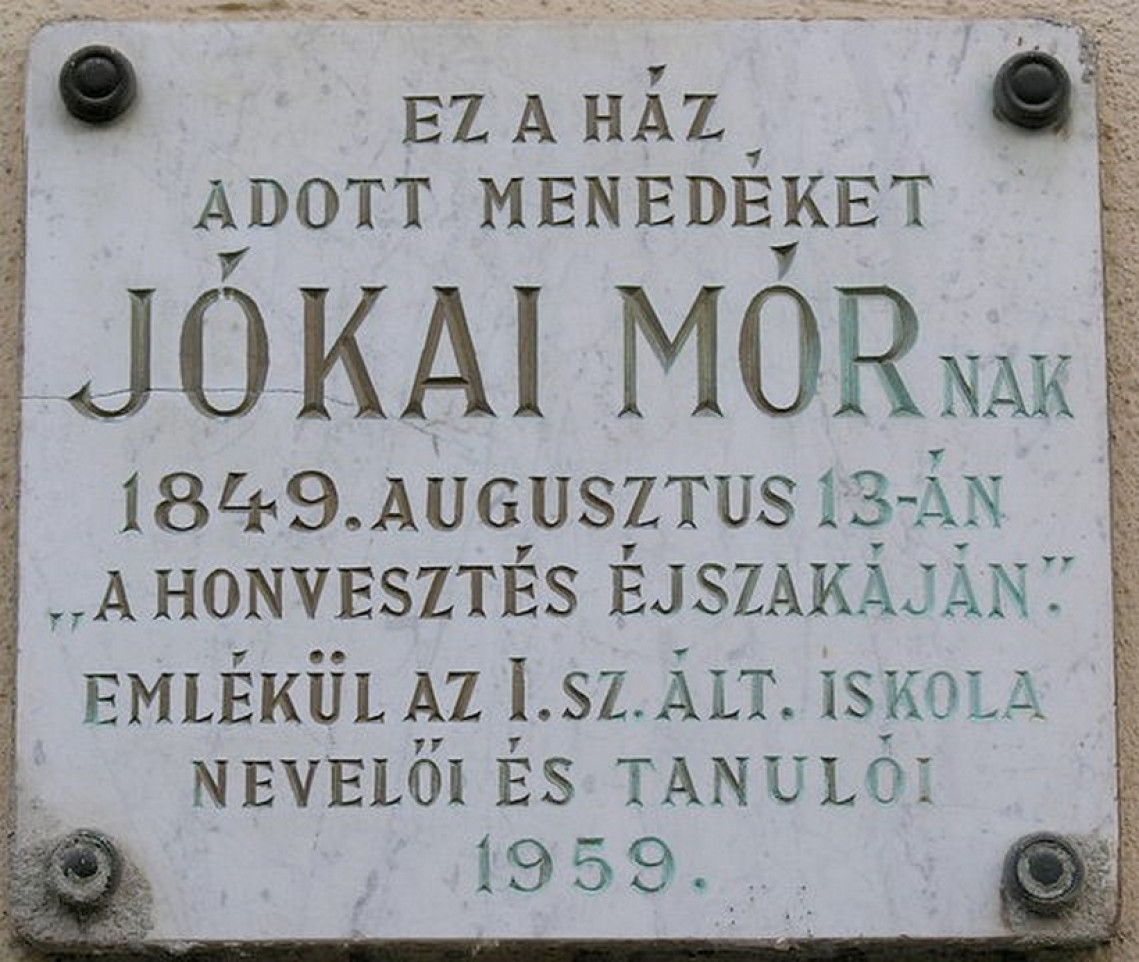 EZ A HÁZ
ADOTT MENEDÉKET
JÓKAI MÓRNAK
1849. AUGUSZTUS 13-ÁN
„A HONVESZTÉS ÉJSZAKÁJÁN”.
EMLÉKÜL AZ I. SZ. ÁLT. ISKOLA
NEVELŐI ÉS TANULÓI
1959.